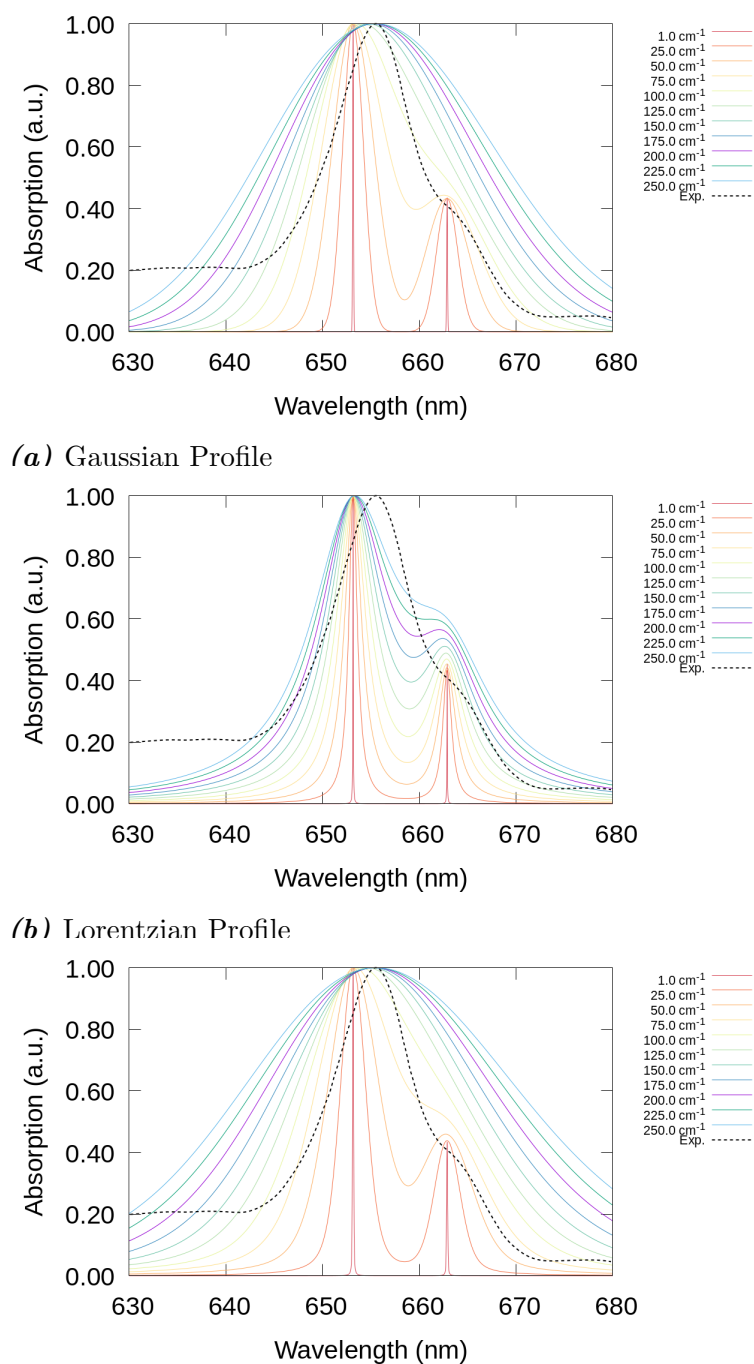 1.00
0.80
0.60
0.40
0.20
0.00
Absorption (a.u.)
630 640 650 660 670 680
Wavelength (nm)
1.0 cm-1
25.0 cm-1
50.0 cm-1
75.0 cm-1
100.0 cm-1
125.0 cm-1
150.0 cm-1
175.0 cm-1
200.0 cm-1
225.0 cm-1
250.0 cm-1
Exp.
(a) Gaussian Profile
1.00
0.80
0.60
0.40
0.20
0.00
Absorption (a.u.)
630 640 650 660 670 680
Wavelength (nm)
1.0 cm-1
25.0 cm-1
50.0 cm-1
75.0 cm-1
100.0 cm-1
125.0 cm-1
150.0 cm-1
175.0 cm-1
200.0 cm-1
225.0 cm-1
250.0 cm-1
Exp.
(b) Lorentzian Profile
1.00
0.80
0.60
0.40
0.20
0.00
Absorption (a.u.)
630 640 650 660 670 680
Wavelength (nm)
1.0 cm-1
25.0 cm-1
50.0 cm-1
75.0 cm-1
100.0 cm-1
125.0 cm-1
150.0 cm-1
175.0 cm-1
200.0 cm-1
225.0 cm-1
250.0 cm-1
Exp.